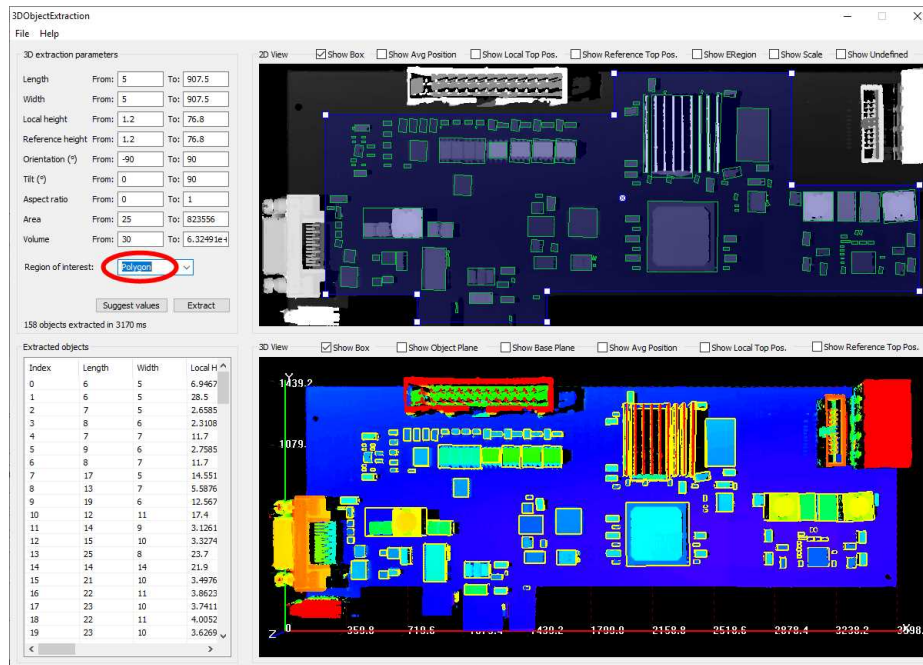 3DObjectExtraction
File Help
3D extraction parameters
Length From: 5 To: 907.5
Width From: 5 To: 907.5
Local height From: 1.2 To: 76.8
Reference height From: 1.2 To: 76.8
Orientation (°) From: -90 To: 90
Tilt (°) From: 0 To: 90
Aspect ratio From: 0 To: 1
Area From: 25 To: 823556
Volume From: 30 To: 6.32491e+
Region of interest: Polygon
Suggest values Extract
158 objects extracted in 3170 ms
2D View Show Box Show Avg Position Show Local Top Pos. Show Reference Top Pos. Show ERegion Show Scale Show Undefined
Extracted objects
Index Length Width Local H
0 6 5 6.9467
1 6 5 28.5
2 7 5 2.6585
3 8 6 2.3108
4 7 7 11.7
5 9 6 2.7585
6 8 7 11.7
7 17 5 14.551
8 13 7 5.5876
9 19 6 12.567
10 12 11 17.4
11 14 9 3.1261
12 15 10 3.3274
13 25 8 23.7
14 14 14 21.9
15 21 10 3.4976
16 22 11 3.8623
17 23 10 3.7411
18 22 11 4.0052
19 23 10 3.6269
3D View Show Box Show Object Plane Show Base Plane Show Avg Position Show Local Top Pos. Show Reference Top Pos.
Y
1439.2
1079.
Z 0 359.8 719.6 1439.2 1799.0 2158.8 2518.6 2878.4 3238.2